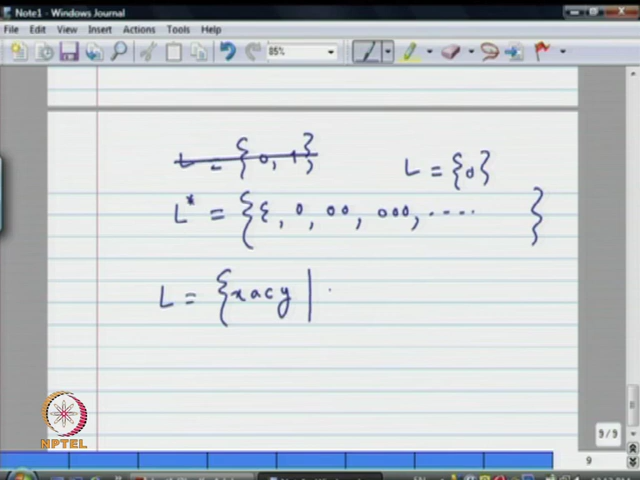 Note1 - Windows Journal
File Edit View Insert Actions Tools Help
85%
L = {0, 1}
L = {0}
L* = {ε, 0, 00, 000, ····· }
L = {xacy |
NPTEL
9/9
9